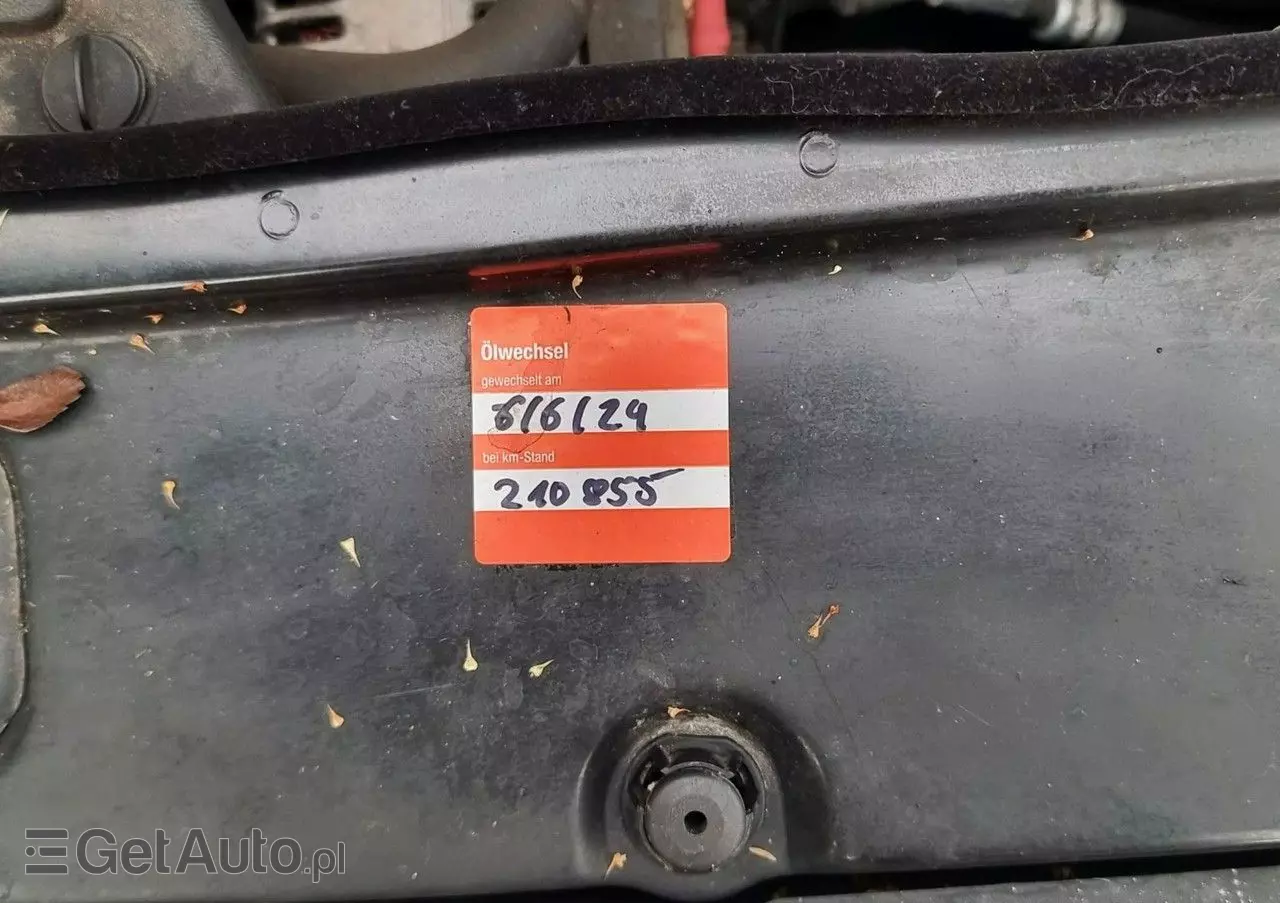 Ölwechsel
gewechselt am
6/6/24
bei km-Stand
210 855
GetAuto.pl